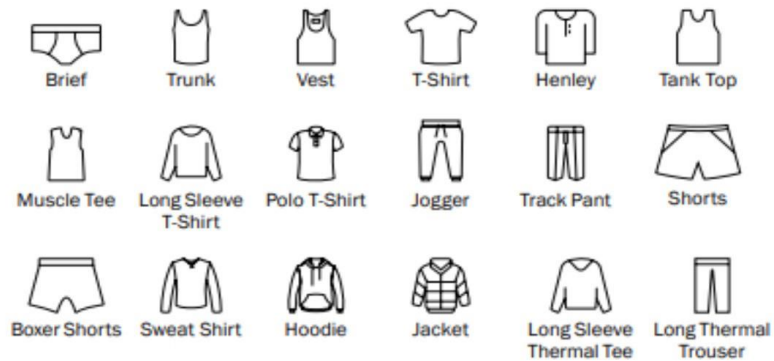 Brief
Trunk
Vest
T-Shirt
Henley
Tank Top
Muscle Tee
Long Sleeve
T-Shirt
Polo T-Shirt
Jogger
Track Pant
Shorts
Boxer Shorts
Sweat Shirt
Hoodie
Jacket
Long Sleeve
Thermal Tee
Long Thermal
Trouser